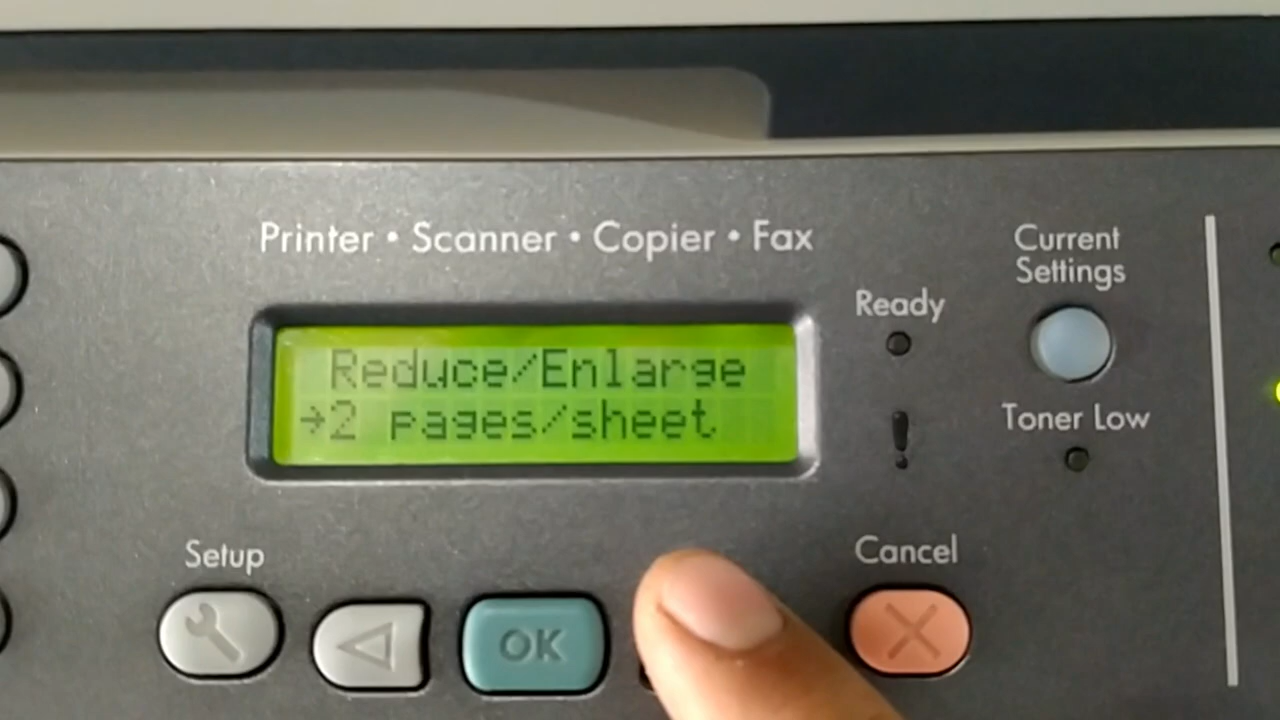 Printer • Scanner • Copier • Fax
Current
Settings
Ready
Reduce/Enlarge
→2 pages/sheet
!
Toner Low
Setup
Cancel
OK